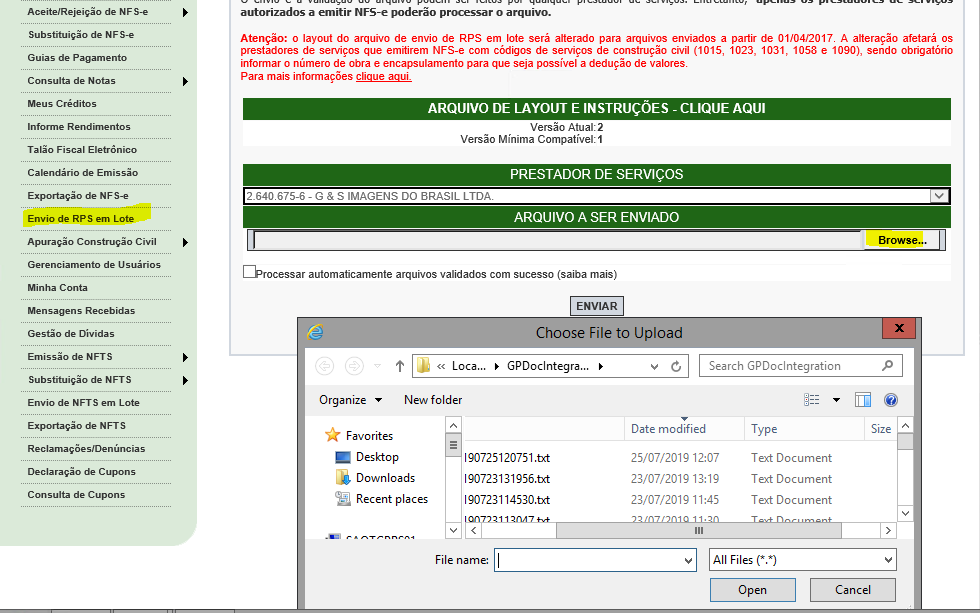 Aceite/Rejeição de NFS-e
Substituição de NFS-e
Guias de Pagamento
Consulta de Notas
Meus Créditos
Informe Rendimentos
Talão Fiscal Eletrônico
Calendário de Emissão
Exportação de NFS-e
Envio de RPS em Lote
Apuração Construção Civil
Gerenciamento de Usuários
Minha Conta
Mensagens Recebidas
Gestão de Dívidas
Emissão de NFTS
Substituição de NFTS
Envio de NFTS em Lote
Exportação de NFTS
Reclamações/Denúncias
Declaração de Cupons
Consulta de Cupons
O envio e a validação do arquivo podem ser feitos por qualquer prestador de serviços. Entretanto, apenas os prestadores de serviços
autorizados a emitir NFS-e poderão processar o arquivo.
Atenção: o layout do arquivo de envio de RPS em lote será alterado para arquivos enviados a partir de 01/04/2017. A alteração afetará os
prestadores de serviços que emitirem NFS-e com códigos de serviços de construção civil (1015, 1023, 1031, 1058 e 1090), sendo obrigatório
informar o número de obra e encapsulamento para que seja possível a dedução de valores.
Para mais informações clique aqui.
ARQUIVO DE LAYOUT E INSTRUÇÕES - CLIQUE AQUI
Versão Atual: 2
Versão Mínima Compatível: 1
PRESTADOR DE SERVIÇOS
2.640.675-6 - G & S IMAGENS DO BRASIL LTDA.
ARQUIVO A SER ENVIADO
Browse...
Processar automaticamente arquivos validados com sucesso (saiba mais)
ENVIAR
Choose File to Upload
x
« Loca... GPDocIntegra...
Search GPDocIntegration
Organize New folder
Favorites
Desktop
Downloads
Recent places
Date modified Type Size
190725120751.txt 25/07/2019 12:07 Text Document
190723131956.txt 23/07/2019 13:19 Text Document
190723114530.txt 23/07/2019 11:45 Text Document
190723113047.txt 23/07/2019 11:30 Text Document
File name: All Files (*.*)
Open Cancel